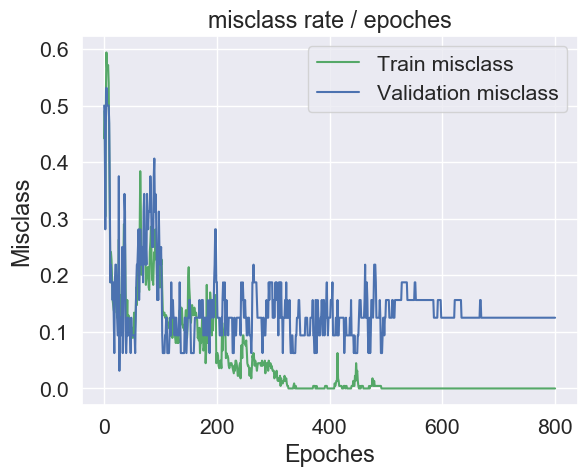 misclass rate / epoches
Train misclass
Validation misclass
0.6
0.5
0.4
0.3
0.2
0.1
0.0
Misclass
0 200 400 600 800
Epoches